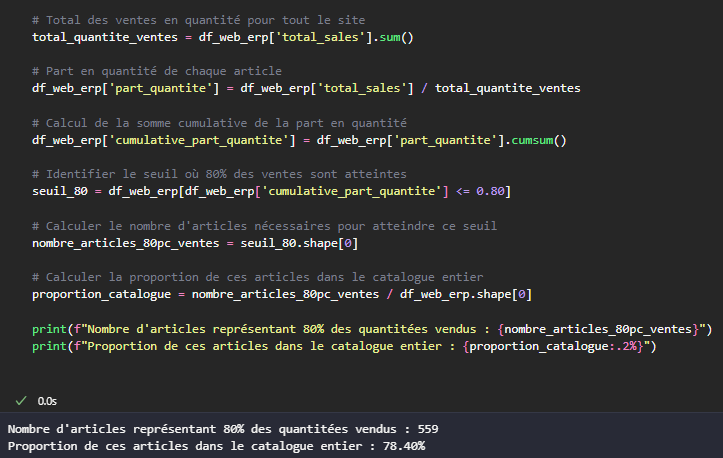 # Total des ventes en quantité pour tout le site
total_quantite_ventes = df_web_erp['total_sales'].sum()
# Part en quantité de chaque article
df_web_erp['part_quantite'] = df_web_erp['total_sales'] / total_quantite_ventes
# Calcul de la somme cumulative de la part en quantité
df_web_erp['cumulative_part_quantite'] = df_web_erp['part_quantite'].cumsum()
# Identifier le seuil où 80% des ventes sont atteintes
seuil_80 = df_web_erp[df_web_erp['cumulative_part_quantite'] <= 0.80]
# Calculer le nombre d'articles nécessaires pour atteindre ce seuil
nombre_articles_80pc_ventes = seuil_80.shape[0]
# Calculer la proportion de ces articles dans le catalogue entier
proportion_catalogue = nombre_articles_80pc_ventes / df_web_erp.shape[0]
print(f"Nombre d'articles représentant 80% des quantitées vendus : {nombre_articles_80pc_ventes}")
print(f"Proportion de ces articles dans le catalogue entier : {proportion_catalogue:.2%}")
0.0s
Nombre d'articles représentant 80% des quantitées vendus : 559
Proportion de ces articles dans le catalogue entier : 78.40%